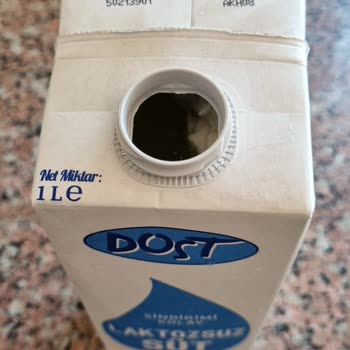 50213901 AKH08
Net Miktar:
1 L e
DOST
SİNDİRİMİ
KOLAY
LAKTOZSUZ
SÜT